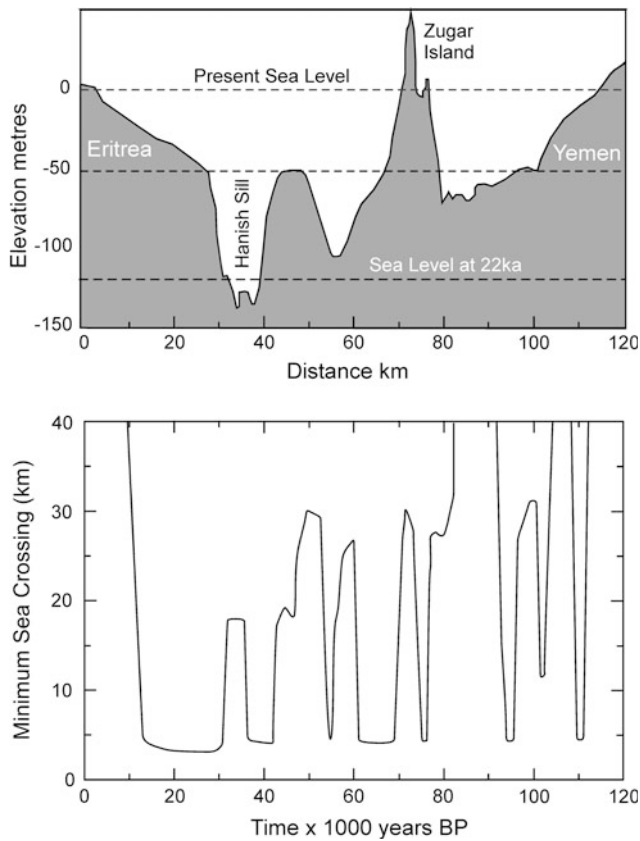 Zugar
Island
Present Sea Level
Eritrea
Yemen
Hanish Sill
Sea Level at 22ka
Elevation metres
0
-50
-100
-150
0 20 40 60 80 100 120
Distance km
Minimum Sea Crossing (km)
40
30
20
10
0
0 20 40 60 80 100 120
Time x 1000 years BP